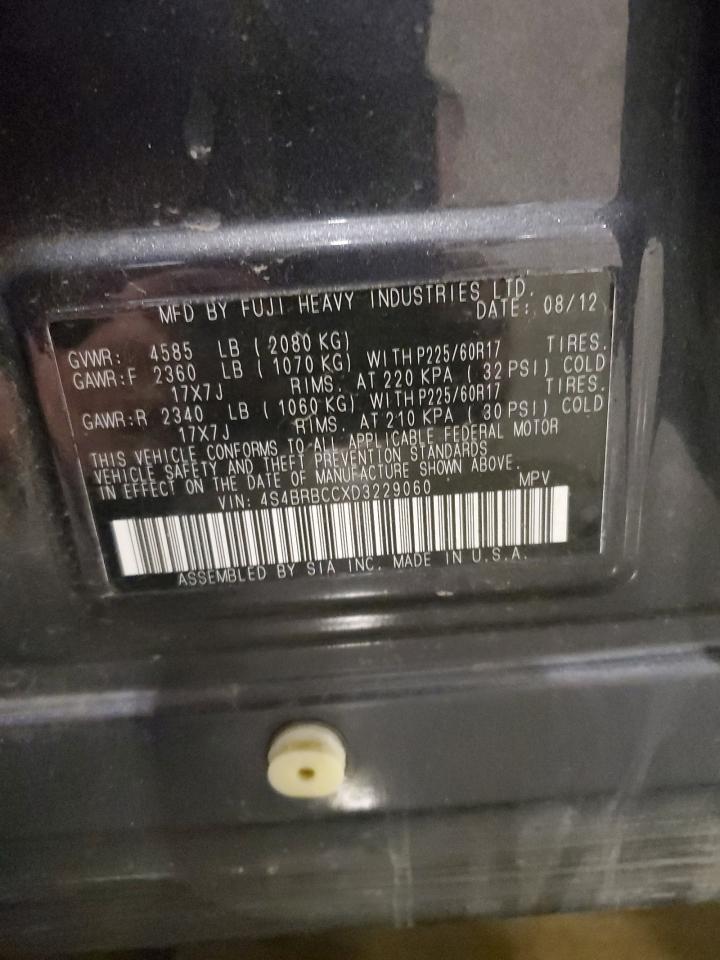 MFD BY FUJI HEAVY INDUSTRIES LTD.
DATE: 08/12
GVWR: 4585 LB ( 2080 KG)
GAWR:F 2360 LB ( 1070 KG) WITH P225/60R17 TIRES.
17X7J RIMS. AT 220 KPA ( 32 PSI) COLD
GAWR:R 2340 LB ( 1060 KG) WITH P225/60R17 TIRES.
17X7J RIMS. AT 210 KPA ( 30 PSI) COLD
THIS VEHICLE CONFORMS TO ALL APPLICABLE FEDERAL MOTOR
VEHICLE SAFETY AND THEFT PREVENTION STANDARDS
IN EFFECT ON THE DATE OF MANUFACTURE SHOWN ABOVE.
VIN: 4S4BRBCCXD3229060 MPV
ASSEMBLED BY SIA INC. MADE IN U.S.A.